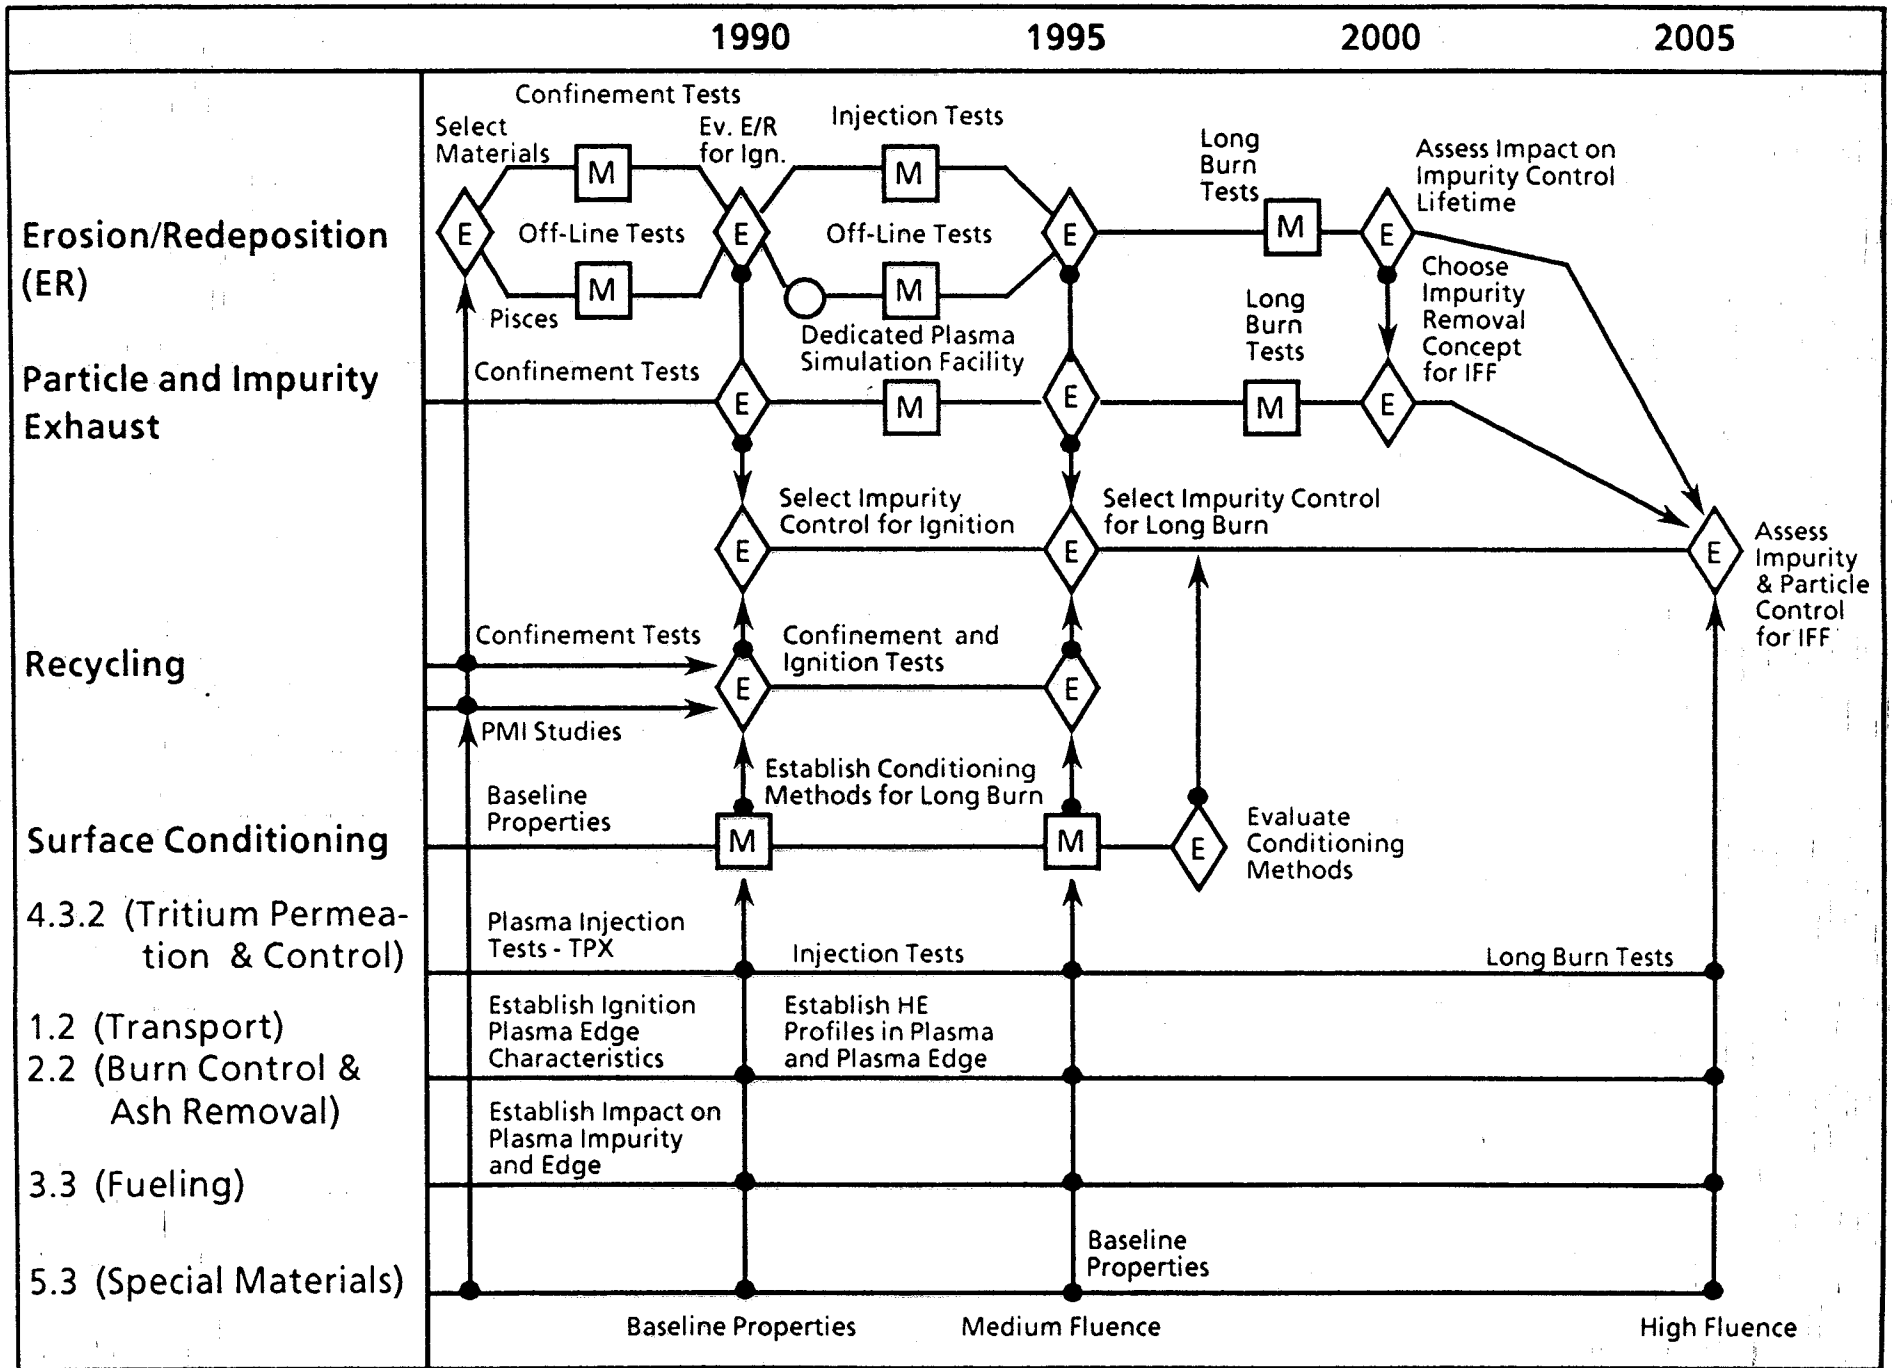 1990 1995 2000 2005
Confinement Tests
Select
Materials
M
Ev. E/R
for Ign.
Injection Tests
M
Long
Burn
Tests
Assess Impact on
Impurity Control
Lifetime
Erosion/Redeposition
(ER)
E
Off-Line Tests
E
Off-Line Tests
E
M
E
M
Pisces
M
Dedicated Plasma
Simulation Facility
Long
Burn
Tests
Choose
Impurity
Removal
Concept
for IFF
Particle and Impurity
Exhaust
Confinement Tests
E
M
E
M
E
Select Impurity
Control for Ignition
Select Impurity Control
for Long Burn
E
E
E
Assess
Impurity
& Particle
Control
for IFF
Recycling
Confinement Tests
Confinement and
Ignition Tests
E
E
PMI Studies
Surface Conditioning
Baseline
Properties
Establish Conditioning
Methods for Long Burn
M
M
E
Evaluate
Conditioning
Methods
4.3.2 (Tritium Permea-
tion & Control)
Plasma Injection
Tests - TPX
Injection Tests
Long Burn Tests
1.2 (Transport)
2.2 (Burn Control &
Ash Removal)
Establish Ignition
Plasma Edge
Characteristics
Establish HE
Profiles in Plasma
and Plasma Edge
3.3 (Fueling)
Establish Impact on
Plasma Impurity
and Edge
5.3 (Special Materials)
Baseline
Properties
Baseline Properties
Medium Fluence
High Fluence